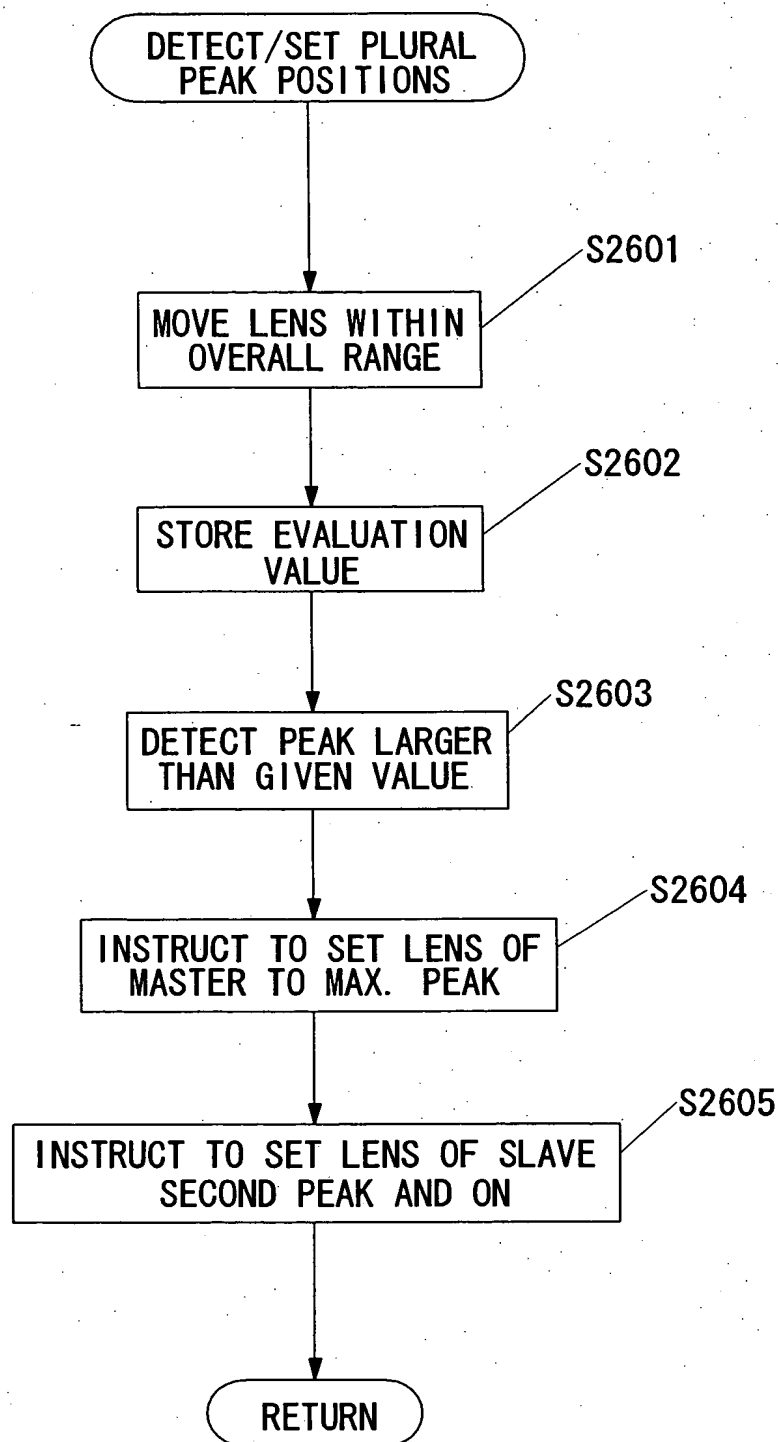 DETECT/SET PLURAL
PEAK POSITIONS
S2601
MOVE LENS WITHIN
OVERALL RANGE
S2602
STORE EVALUATION
VALUE
S2603
DETECT PEAK LARGER
THAN GIVEN VALUE
S2604
INSTRUCT TO SET LENS OF
MASTER TO MAX. PEAK
S2605
INSTRUCT TO SET LENS OF SLAVE
SECOND PEAK AND ON
RETURN